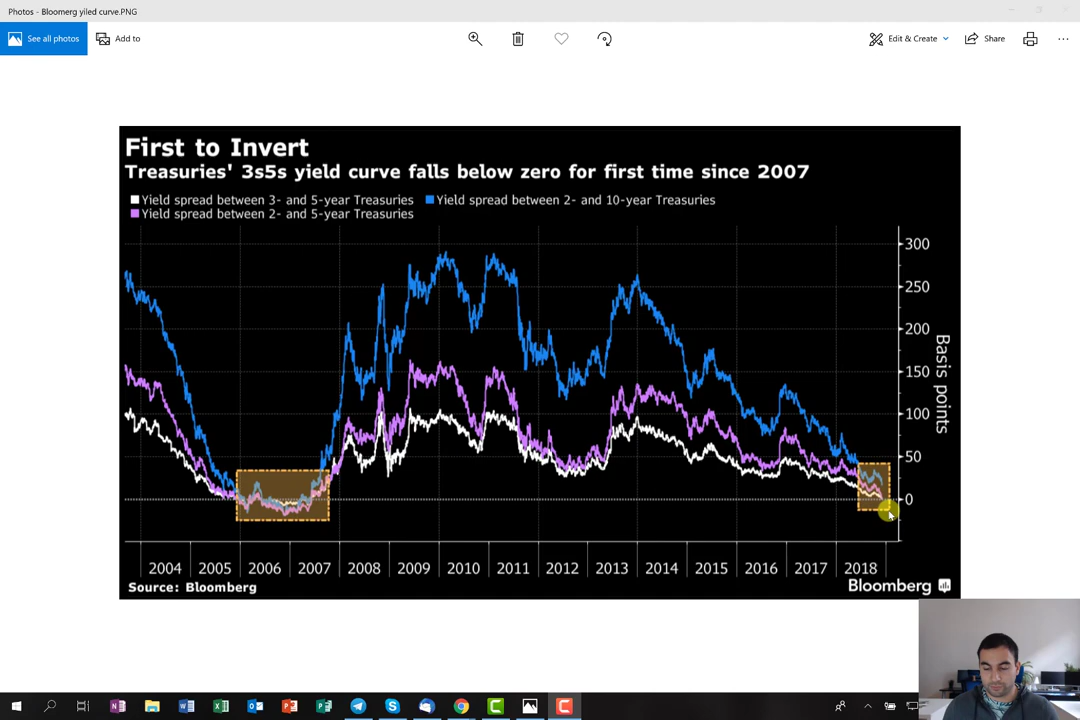 Photos - Bloomerg yiled curve.PNG
See all photos
Add to
Edit & Create
Share
First to Invert
Treasuries' 3s5s yield curve falls below zero for first time since 2007
Yield spread between 3- and 5-year Treasuries
Yield spread between 2- and 10-year Treasuries
Yield spread between 2- and 5-year Treasuries
300
250
200
150
100
50
0
Basis points
2004 2005 2006 2007 2008 2009 2010 2011 2012 2013 2014 2015 2016 2017 2018
Source: Bloomberg
Bloomberg